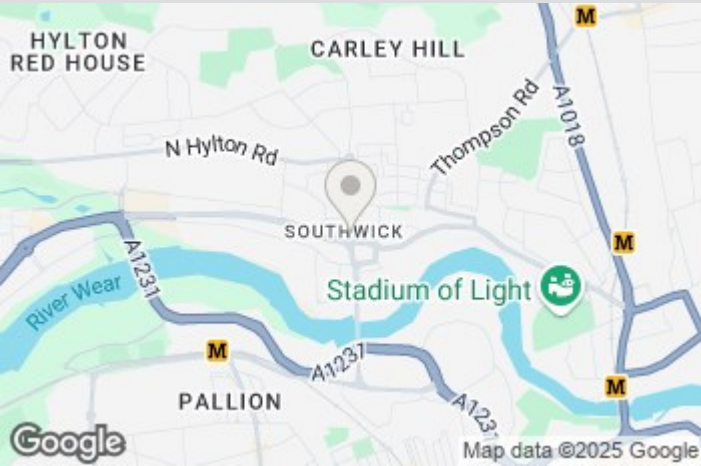 M
HYLTON
RED HOUSE
CARLEY HILL
A1018
Thompson Rd
N Hylton Rd
SOUTHWICK
M
A1231
River Wear
Stadium of Light
M
A1231
M
PALLION
A1231
Google
Map data ©2025 Google